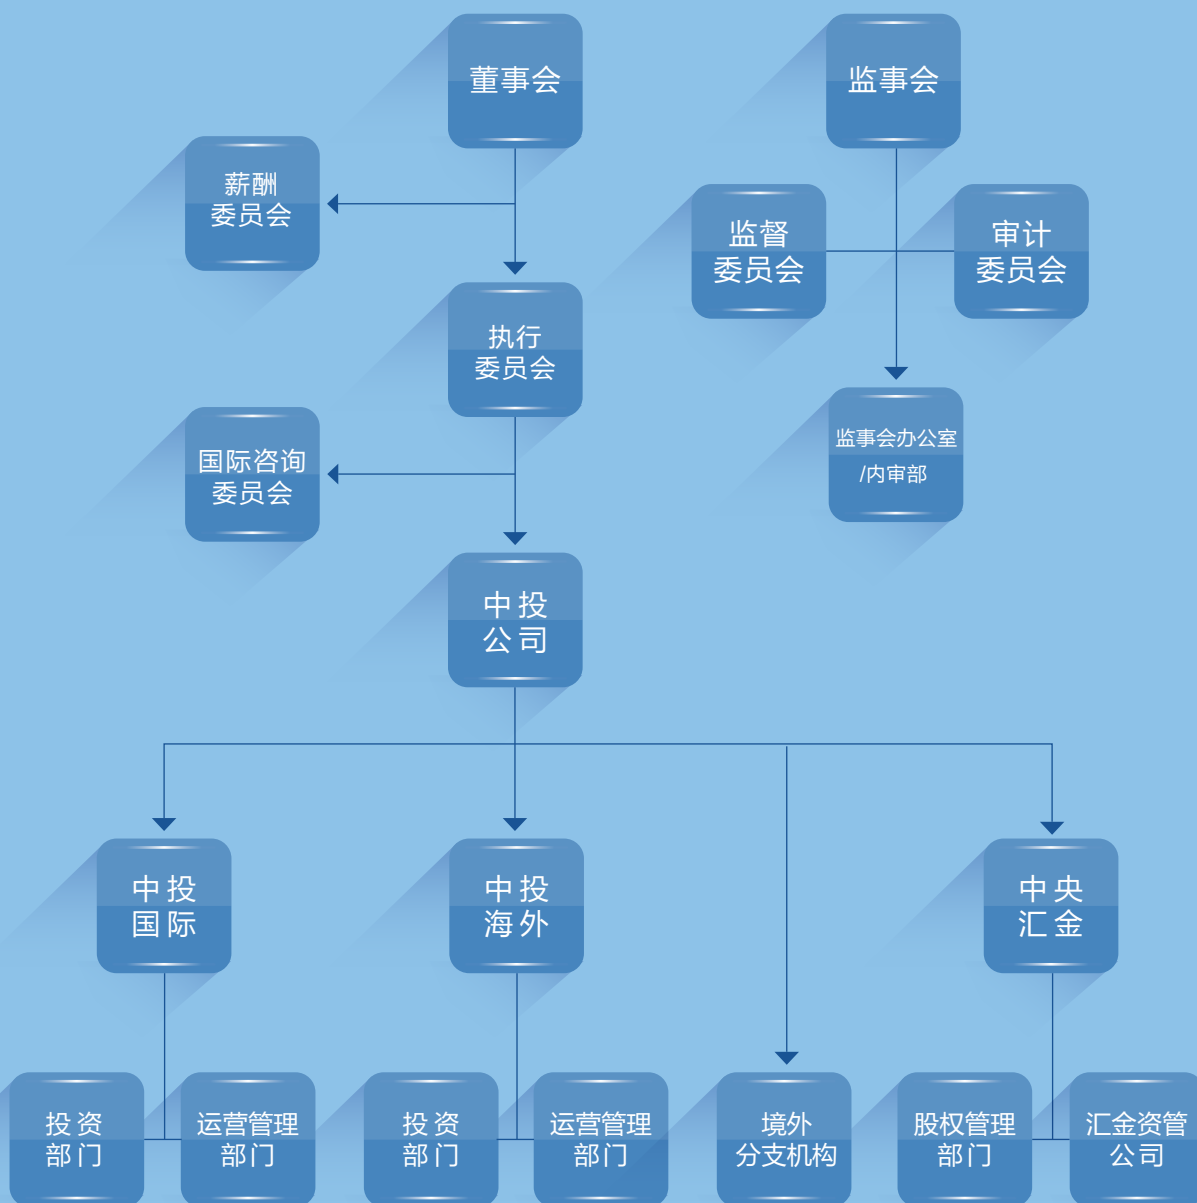 董事会
监事会
薪酬
委员会
监督
委员会
审计
委员会
执行
委员会
监事会办公室
/内审部
国际咨询
委员会
中投
公司
中投
国际
中投
海外
中央
汇金
投资
部门
运营管理
部门
投资
部门
运营管理
部门
境外
分支机构
股权管理
部门
汇金资管
公司